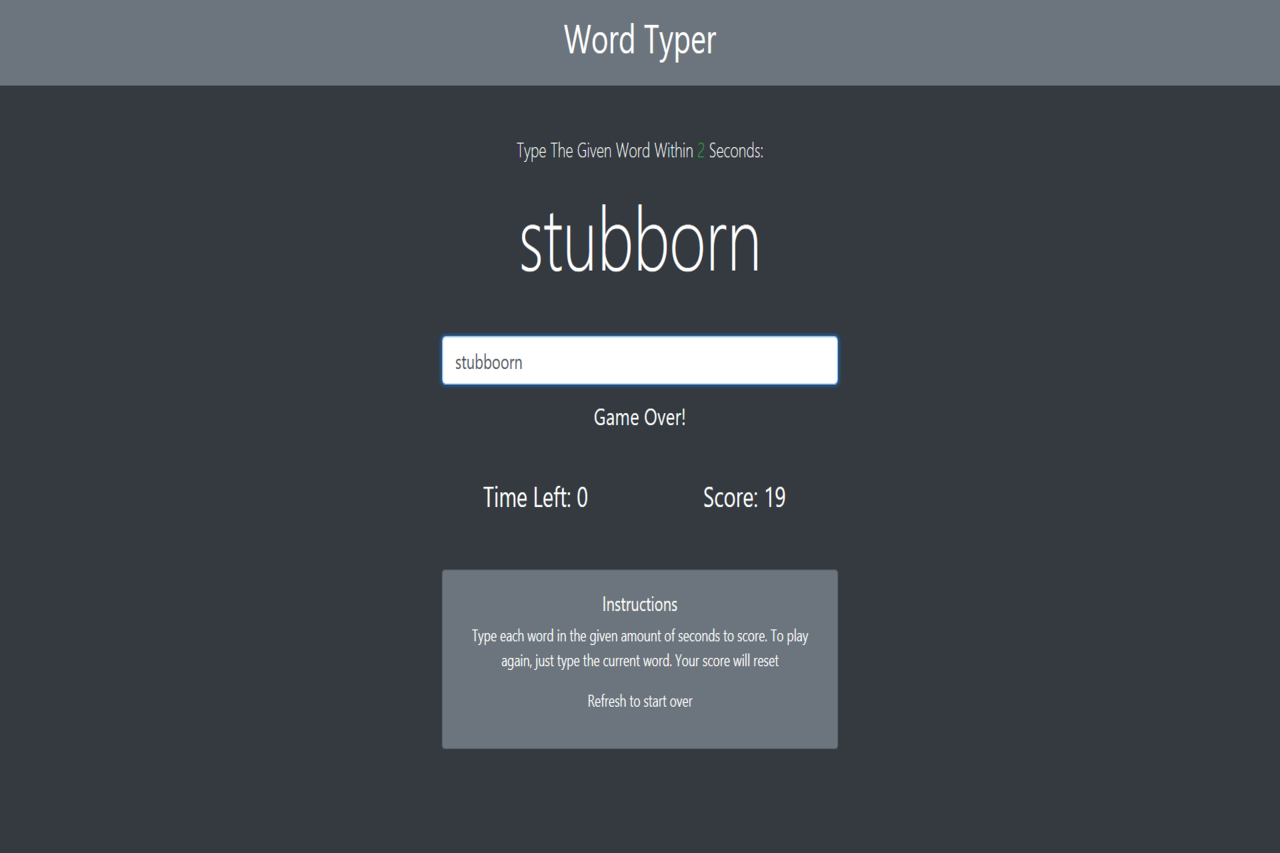 Word Typer
Type The Given Word Within 2 Seconds:
stubborn
stubboorn
Game Over!
Time Left: 0
Score: 19
Instructions
Type each word in the given amount of seconds to score. To play
again, just type the current word. Your score will reset
Refresh to start over